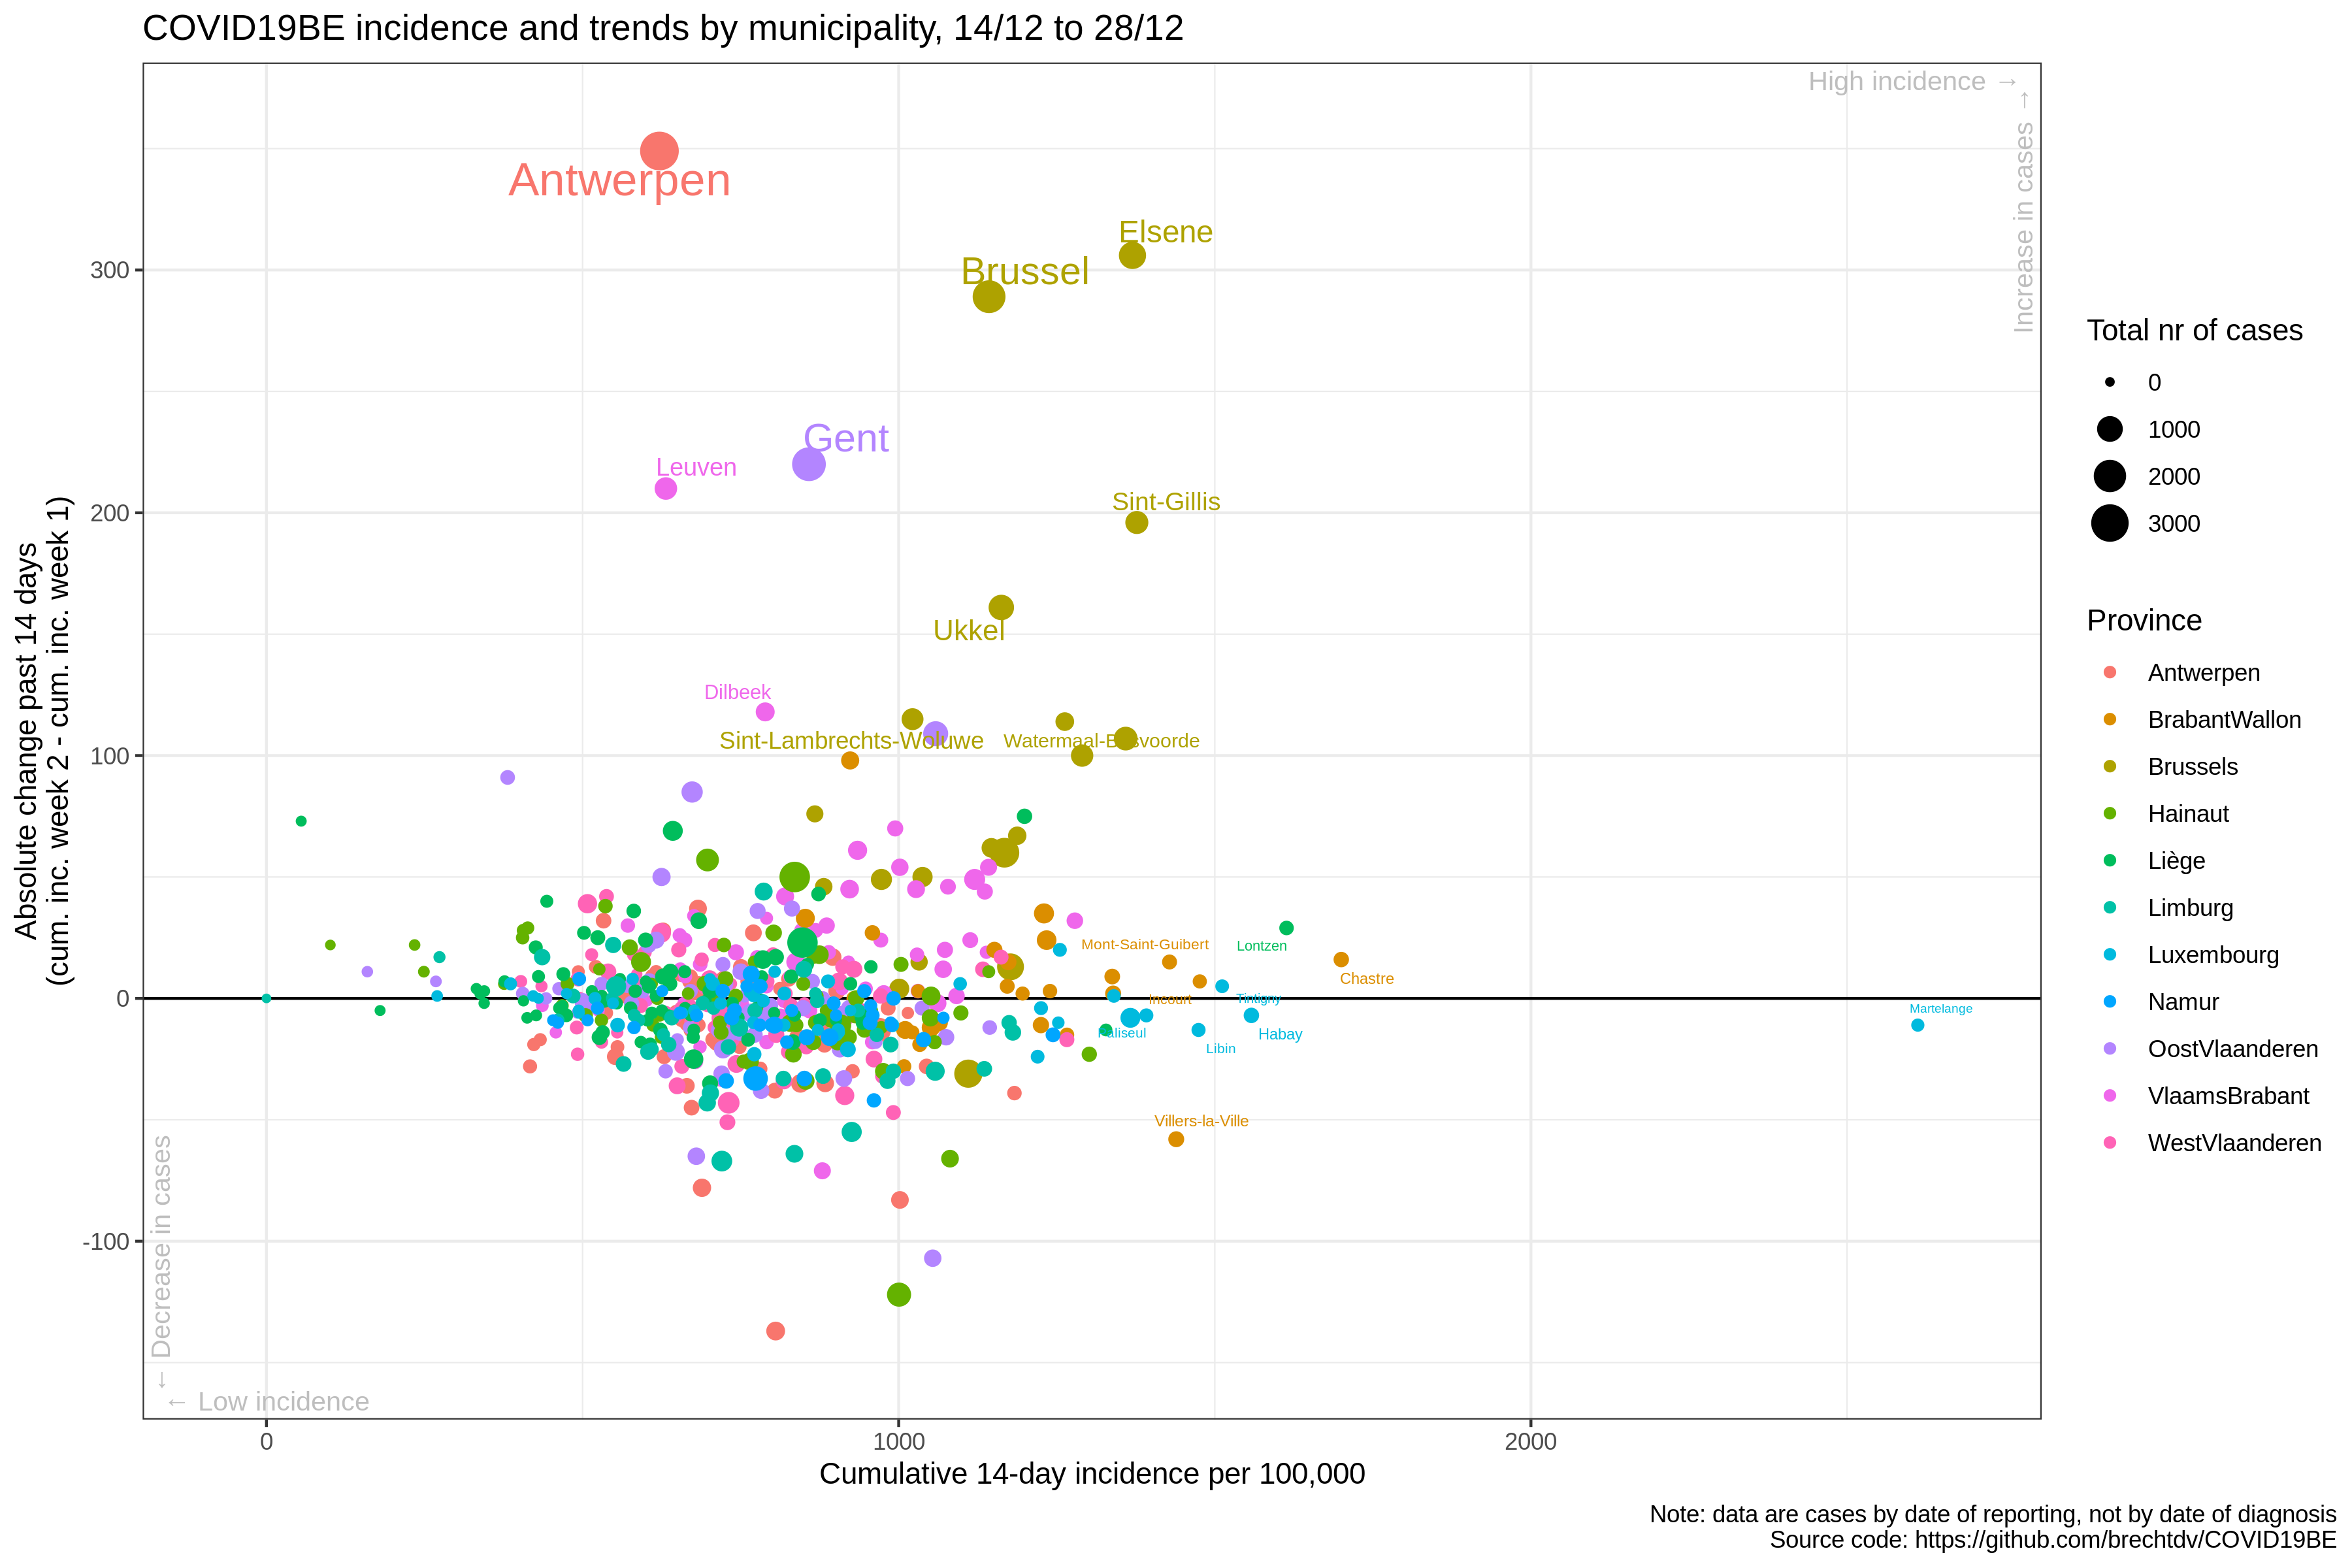 COVID19BE incidence and trends by municipality, 14/12 to 28/12
High incidence →
Increase in cases →
Antwerpen
Elsene
Brussel
Gent
Leuven
Sint-Gillis
Ukkel
Dilbeek
Sint-Lambrechts-Woluwe
Watermaal-Bosvoorde
Mont-Saint-Guibert
Lontzen
Chastre
Incourt
Tintigny
Martelange
Paliseul
Habay
Libin
Villers-la-Ville
← Decrease in cases
← Low incidence
300
200
100
0
-100
0
1000
2000
Absolute change past 14 days
(cum. inc. week 2 - cum. inc. week 1)
Cumulative 14-day incidence per 100,000
Total nr of cases
0
1000
2000
3000
Province
Antwerpen
BrabantWallon
Brussels
Hainaut
Liège
Limburg
Luxembourg
Namur
OostVlaanderen
VlaamsBrabant
WestVlaanderen
Note: data are cases by date of reporting, not by date of diagnosis
Source code: https://github.com/brechtdv/COVID19BE